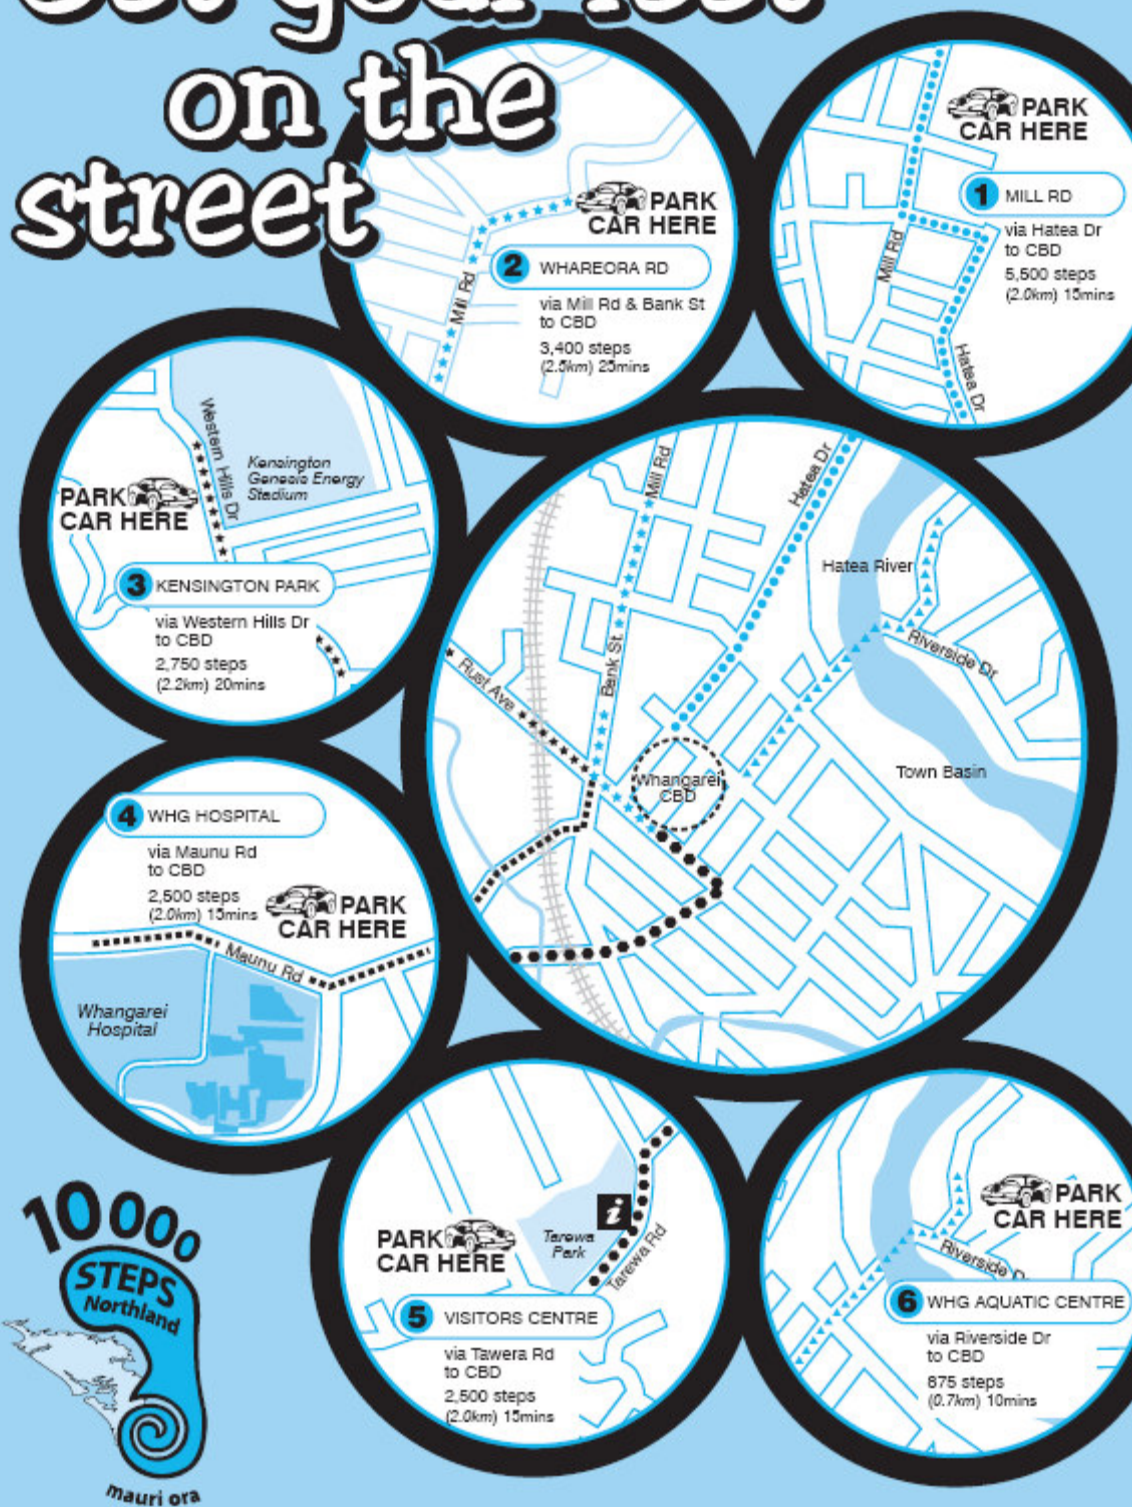 Get your feet
on the
street
PARK
CAR HERE
1 MILL RD
via Hatea Dr
to CBD
5,500 steps
(2.0km) 15mins
Mill Rd
Hatea Dr
PARK
CAR HERE
2 WHAREORA RD
via Mill Rd & Bank St
to CBD
3,400 steps
(2.5km) 25mins
Mill Rd
Western Hills Dr
Kensington
Genesis Energy
Stadium
PARK
CAR HERE
3 KENSINGTON PARK
via Western Hills Dr
to CBD
2,750 steps
(2.2km) 20mins
Mill Rd
Hatea Dr
Hatea River
Riverside Dr
Bank St
Rust Ave
Whangarei
CBD
Town Basin
4 WHG HOSPITAL
via Maunu Rd
to CBD
2,500 steps
(2.0km) 15mins
PARK
CAR HERE
Maunu Rd
Whangarei
Hospital
PARK
CAR HERE
Tarewa
Park
i
Tarewa Rd
5 VISITORS CENTRE
via Tawera Rd
to CBD
2,500 steps
(2.0km) 15mins
PARK
CAR HERE
Riverside D
6 WHG AQUATIC CENTRE
via Riverside Dr
to CBD
875 steps
(0.7km) 10mins
10000
STEPS
Northland
mauri ora